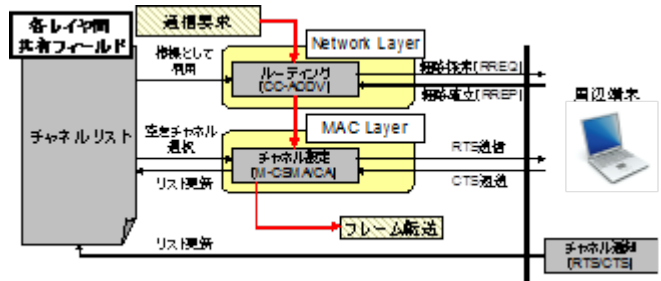 各レイヤ間
共有フィールド
チャネルリスト
通信要求
指標として
利用
Network Layer
ルーティング
[CC-AODV]
経路探索[RREQ]
経路確立[RREP]
周辺端末
空きチャネル
選択
リスト更新
MAC Layer
チャネル設定
[M-CSMA/CA]
RTS送信
CTS返送
フレーム転送
リスト更新
チャネル通知
[RTS/CTS]